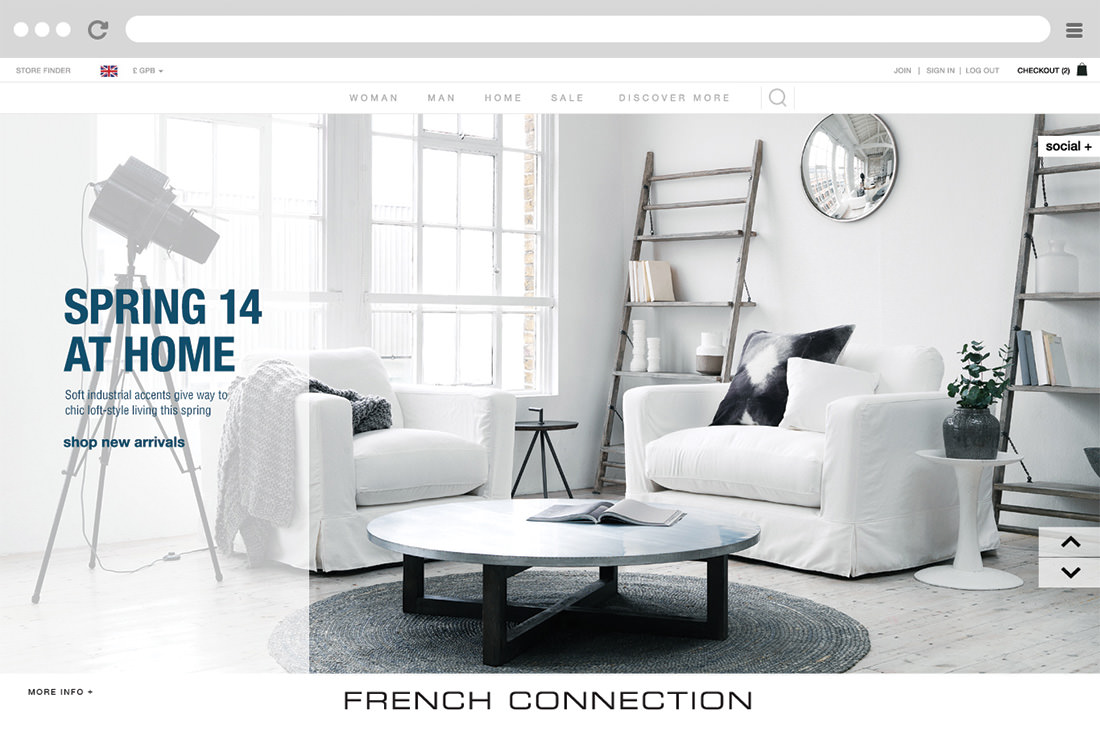 STORE FINDER
£ GPB
JOIN | SIGN IN | LOG OUT
CHECKOUT (2)
WOMAN
MAN
HOME
SALE
DISCOVER MORE
social +
SPRING 14
AT HOME
Soft industrial accents give way to
chic loft-style living this spring
shop new arrivals
MORE INFO +
FRENCH CONNECTION